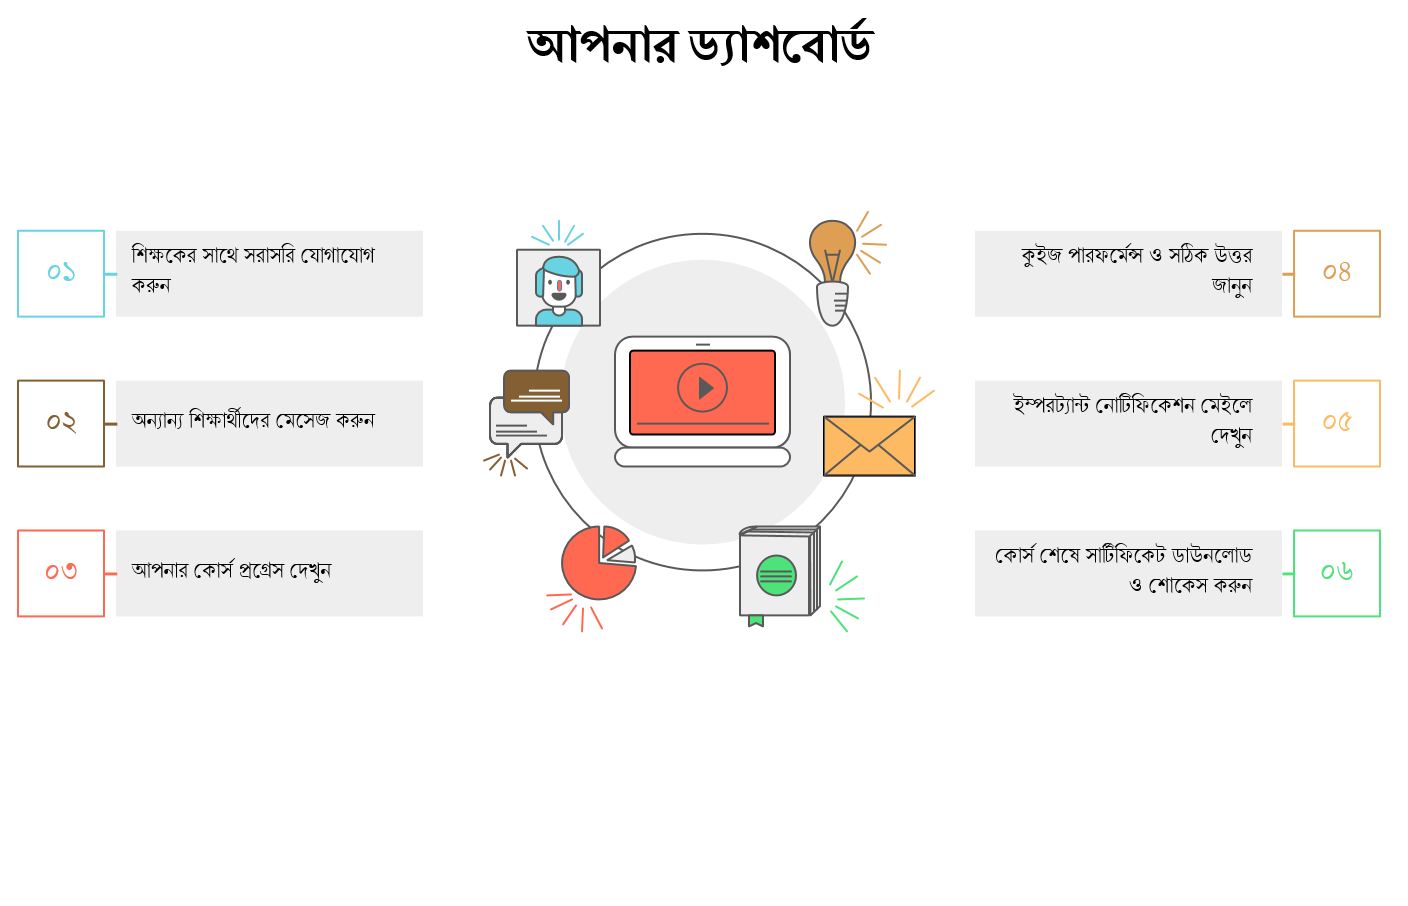 আপনার ড্যাশবোর্ড
০১
শিক্ষকের সাথে সরাসরি যোগাযোগ
করুন
০২
অন্যান্য শিক্ষার্থীদের মেসেজ করুন
০৩
আপনার কোর্স প্রগ্রেস দেখুন
কুইজ পারফর্মেন্স ও সঠিক উত্তর
জানুন
০৪
ইম্পরট্যান্ট নোটিফিকেশন মেইলে
দেখুন
০৫
কোর্স শেষে সার্টিফিকেট ডাউনলোড
ও শোকেস করুন
০৬